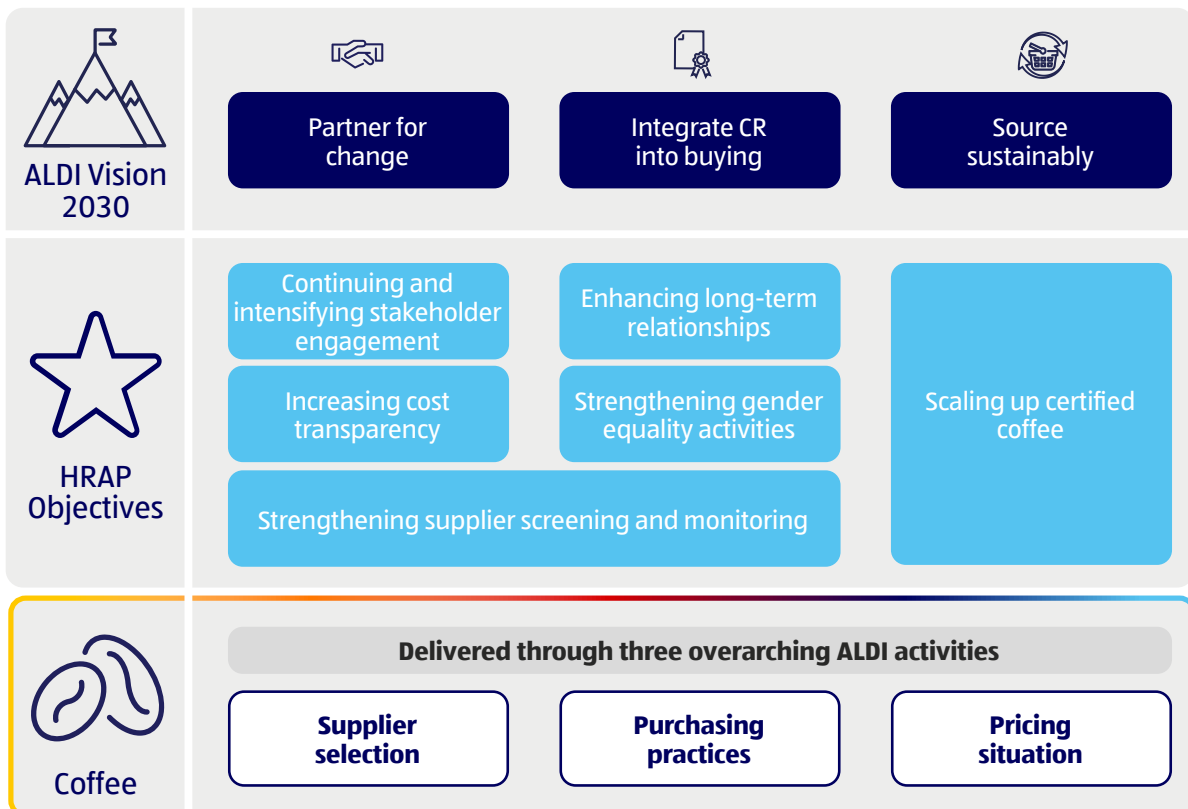 ALDI Vision
2030
Partner for
change
Integrate CR
into buying
Source
sustainably
HRAP
Objectives
Continuing and
intensifying stakeholder
engagement
Enhancing long-term
relationships
Increasing cost
transparency
Strengthening gender
equality activities
Scaling up certified
coffee
Strengthening supplier screening and monitoring
Coffee
Delivered through three overarching ALDI activities
Supplier
selection
Purchasing
practices
Pricing
situation